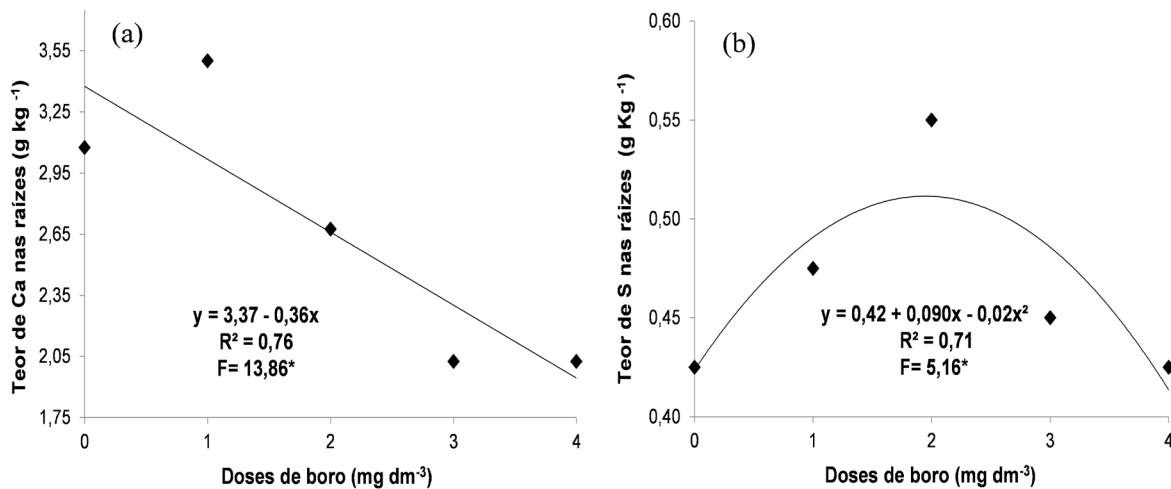 (a)
Teor de Ca nas raízes (g kg ⁻¹)
3,55
3,25
2,95
2,65
2,35
2,05
1,75
y = 3,37 - 0,36x
R² = 0,76
F= 13,86*
0 1 2 3 4
Doses de boro (mg dm⁻³)
(b)
Teor de S nas ráízes (g Kg ⁻¹)
0,60
0,55
0,50
0,45
0,40
y = 0,42 + 0,090x - 0,02x²
R² = 0,71
F= 5,16*
0 1 2 3 4
Doses de boro (mg dm⁻³)